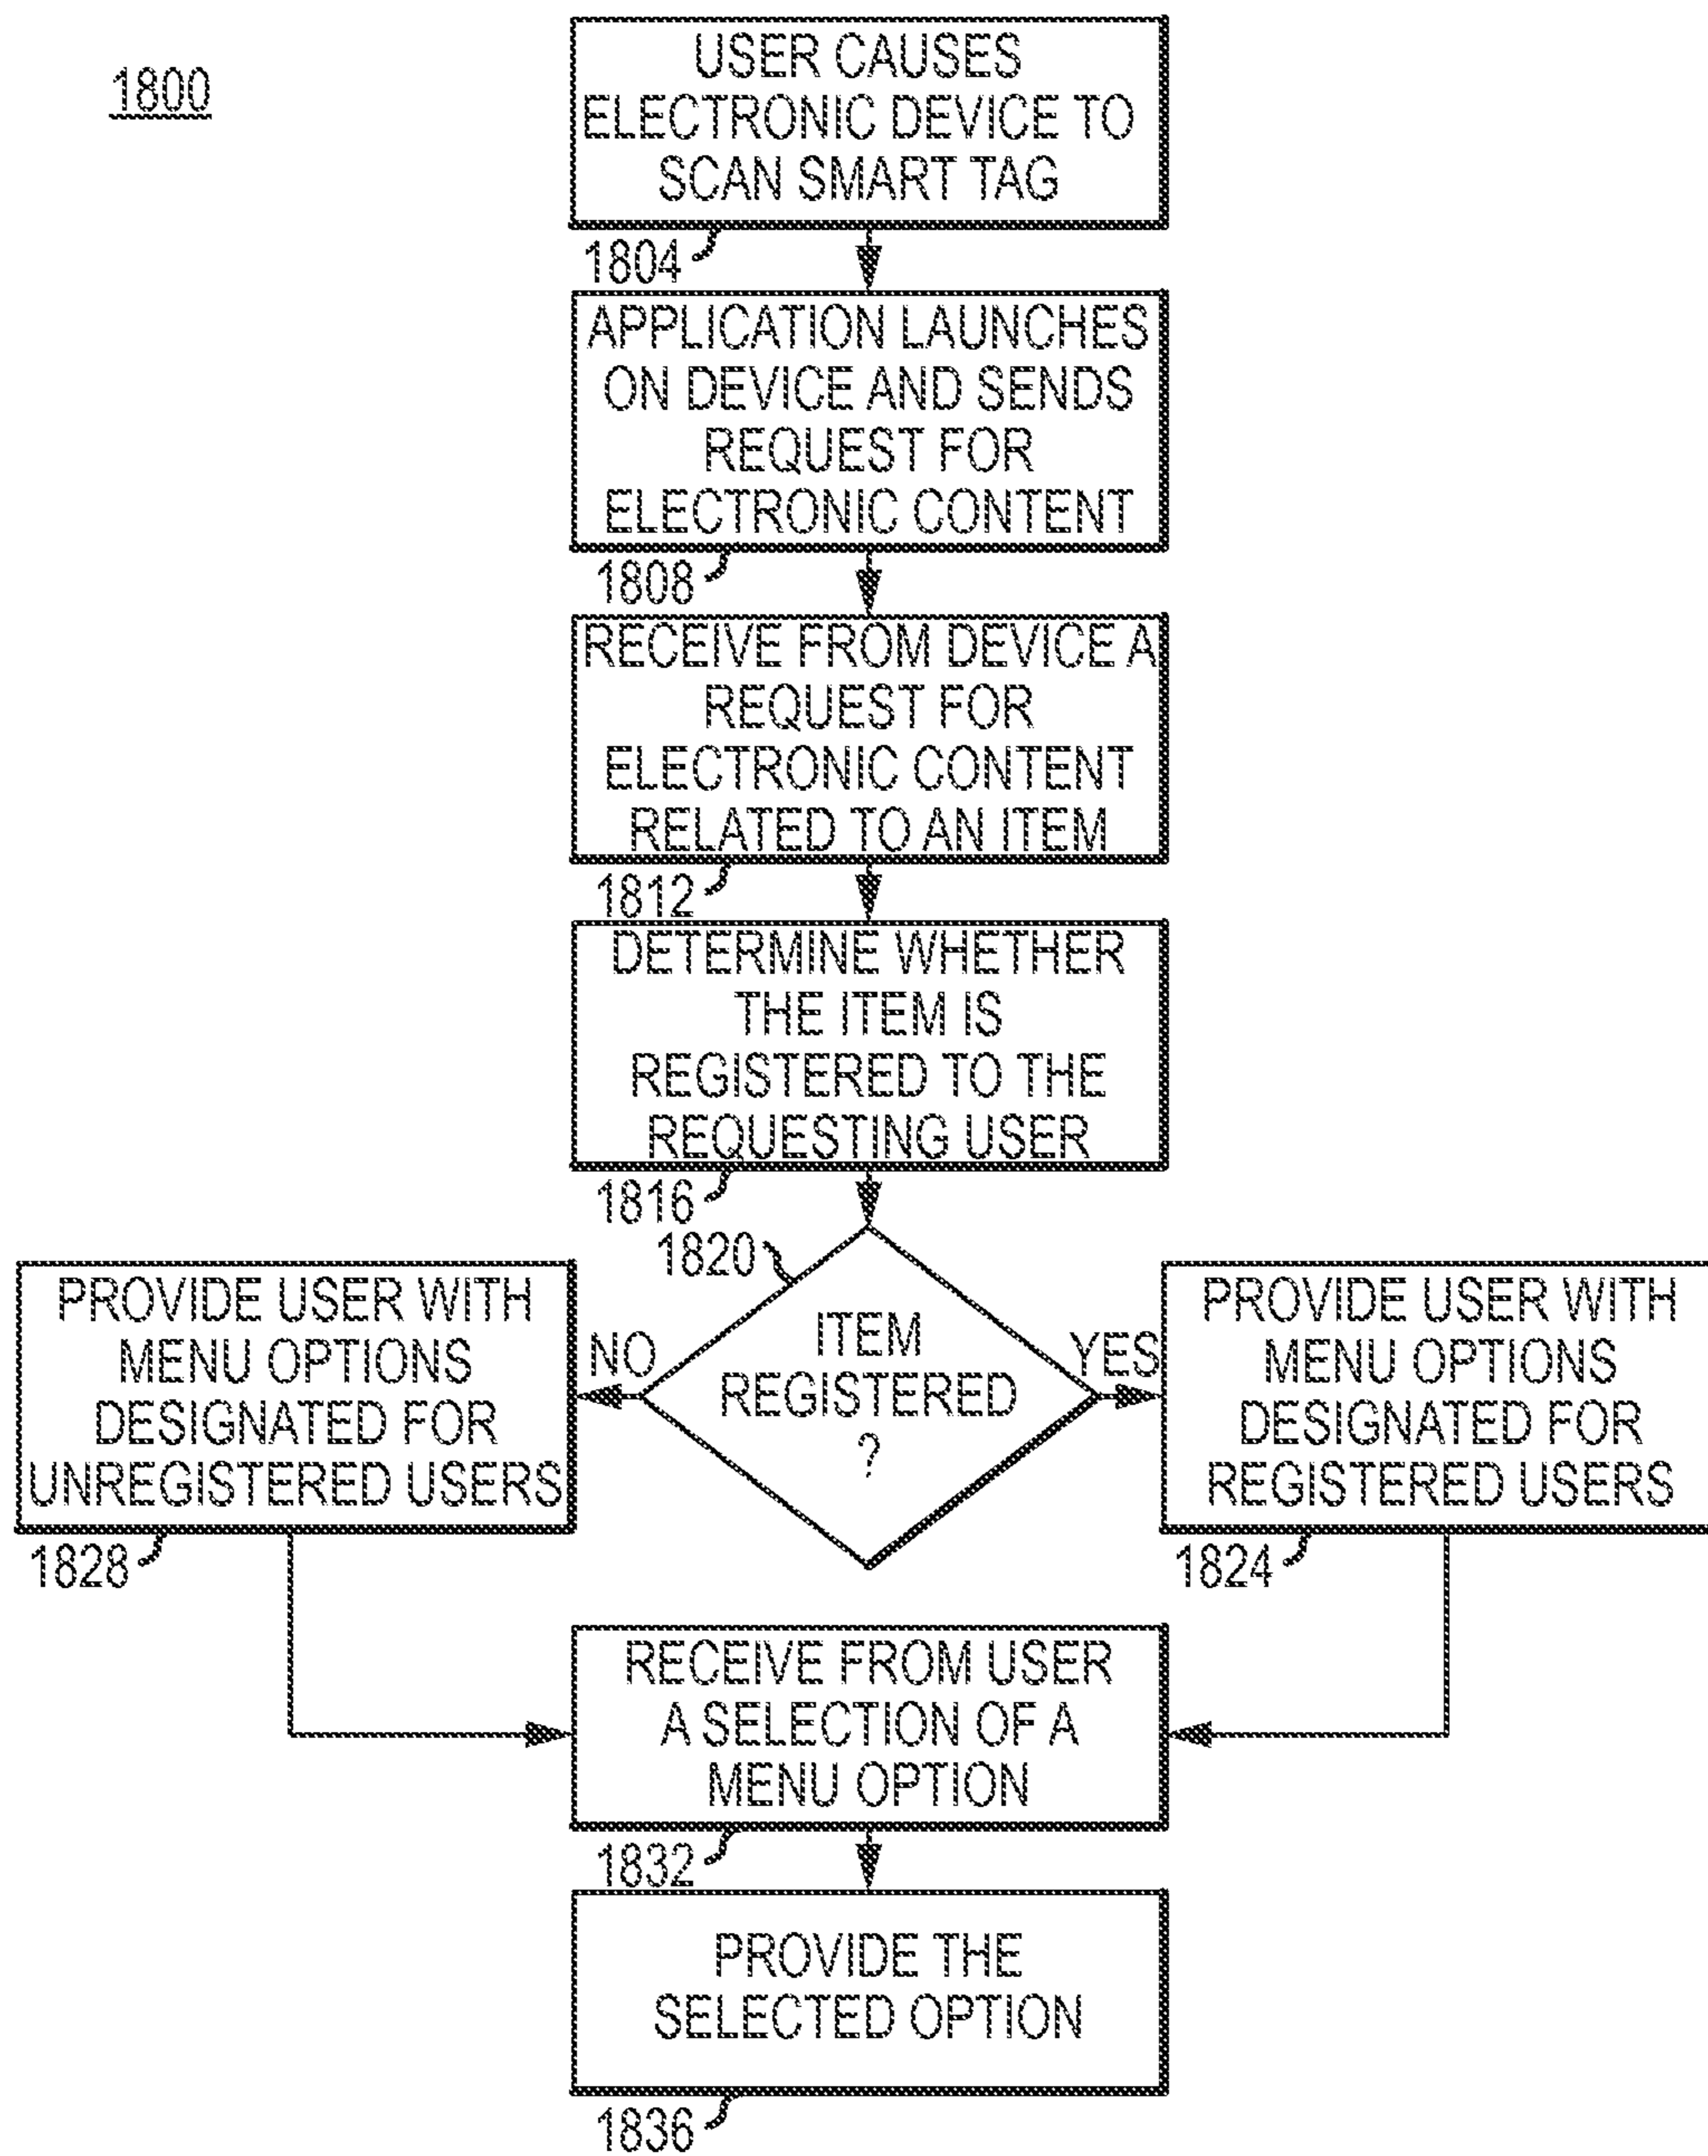 1800
USER CAUSES
ELECTRONIC DEVICE TO
SCAN SMART TAG
1804
APPLICATION LAUNCHES
ON DEVICE AND SENDS
REQUEST FOR
ELECTRONIC CONTENT
1808
RECEIVE FROM DEVICE A
REQUEST FOR
ELECTRONIC CONTENT
RELATED TO AN ITEM
1812
DETERMINE WHETHER
THE ITEM IS
REGISTERED TO THE
REQUESTING USER
1816
1820
ITEM
REGISTERED
?
NO
YES
PROVIDE USER WITH
MENU OPTIONS
DESIGNATED FOR
UNREGISTERED USERS
1828
PROVIDE USER WITH
MENU OPTIONS
DESIGNATED FOR
REGISTERED USERS
1824
RECEIVE FROM USER
A SELECTION OF A
MENU OPTION
1832
PROVIDE THE
SELECTED OPTION
1836